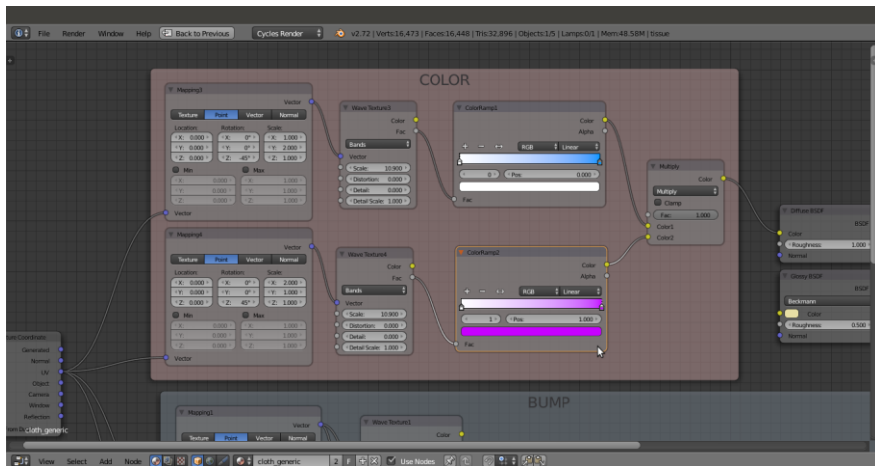 File Render Window Help Back to Previous Cycles Render v2.72 | Verts:16,473 | Faces:16,448 | Tris:32,896 | Objects:1/5 | Lamps:0/1 | Mem:48.58M | tissue
COLOR
Mapping3
Vector
Texture Point Vector Normal
Location: Rotation: Scale:
X: 0.000 X: 0° X: 1.000
Y: 0.000 Y: 0° Y: 2.000
Z: 0.000 Z: -45° Z: 1.000
Min Max
Vector
Wave Texture3
Color
Fac
Bands
Vector
Scale: 10.900
Distortion: 0.000
Detail: 0.000
Detail Scale: 1.000
ColorRamp1
Color
Alpha
RGB Linear
0 Pos: 0.000
Fac
Multiply
Color
Multiply
Clamp
Fac: 1.000
Color1
Color2
Mapping4
Vector
Texture Point Vector Normal
Location: Rotation: Scale:
X: 0.000 X: 0° X: 2.000
Y: 0.000 Y: 0° Y: 1.000
Z: 0.000 Z: 45° Z: 1.000
Min Max
Vector
Wave Texture4
Color
Fac
Bands
Vector
Scale: 10.900
Distortion: 0.000
Detail: 0.000
Detail Scale: 1.000
ColorRamp2
Color
Alpha
RGB Linear
1 Pos: 1.000
Fac
Diffuse BSDF
BSDF
Color
Roughness: 1.000
Normal
Glossy BSDF
BSDF
Beckmann
Color
Roughness: 0.500
Normal
Generated
Normal
UV
Object
Camera
Window
Reflection
cloth_generic
BUMP
Mapping1
Vector
Texture Point Vector Normal
Wave Texture1
Color
View Select Add Node cloth_generic 2 F Use Nodes